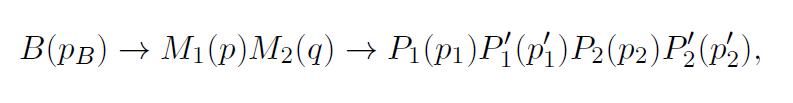 B(p_B) → M_1(p)M_2(q) → P_1(p_1)P'_1(p'_1)P_2(p_2)P'_2(p'_2),